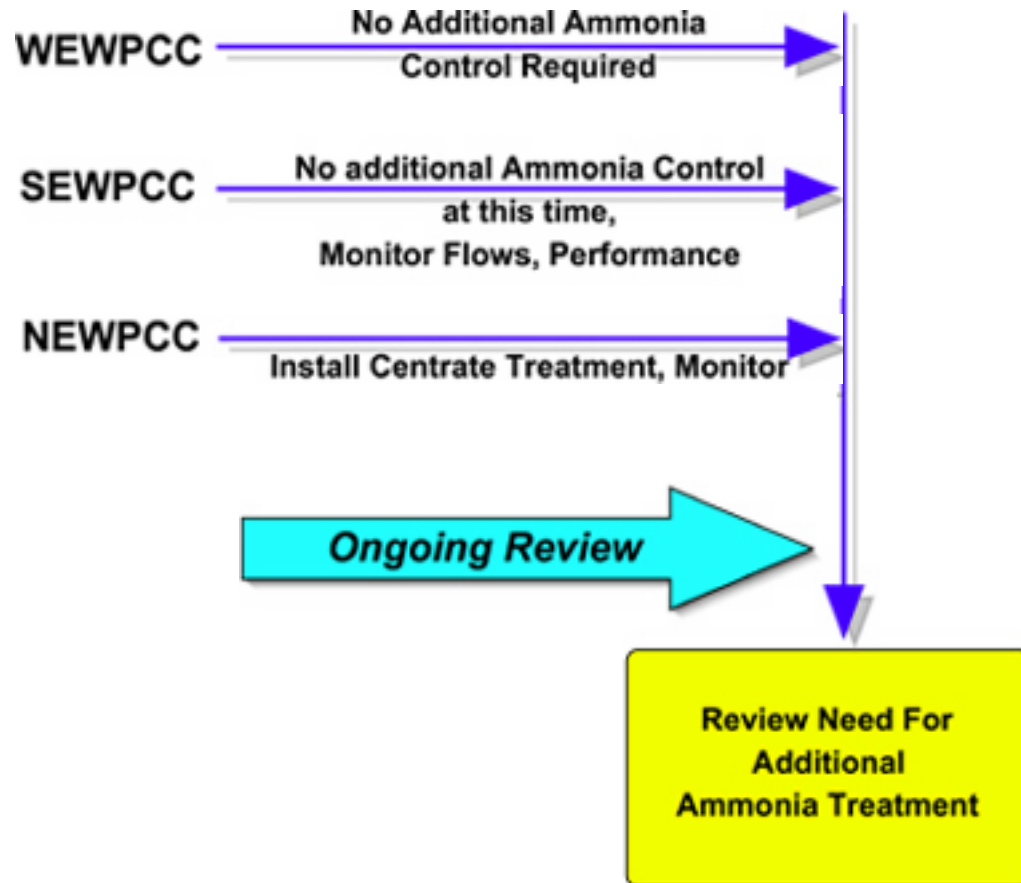 No Additional Ammonia
WEWPCC
Control Required
No additional Ammonia Control
SEWPCC
at this time,
Monitor Flows, Performance
NEWPCC
Install Centrate Treatment, Monitor
Ongoing Review
Review Need For
Additional
Ammonia Treatment